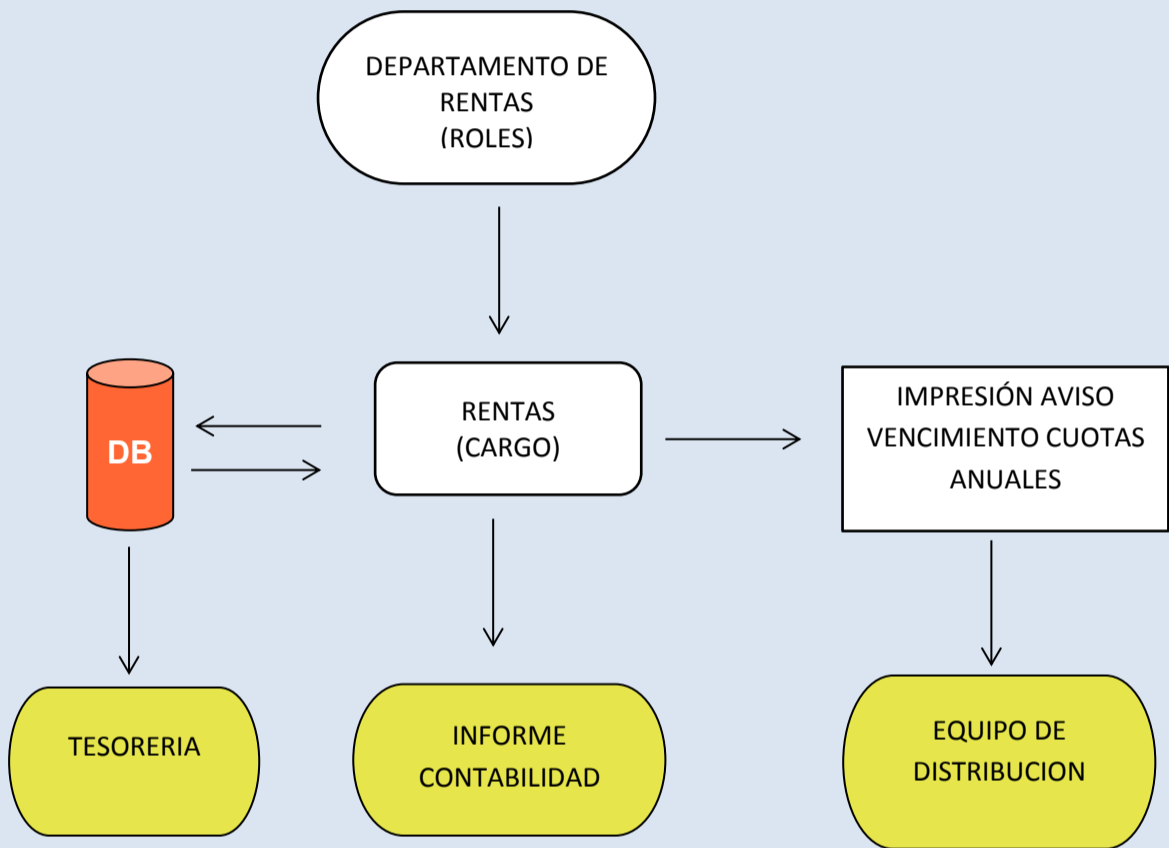 DEPARTAMENTO DE
RENTAS
(ROLES)
DB
RENTAS
(CARGO)
IMPRESIÓN AVISO
VENCIMIENTO CUOTAS
ANUALES
TESORERIA
INFORME
CONTABILIDAD
EQUIPO DE
DISTRIBUCION